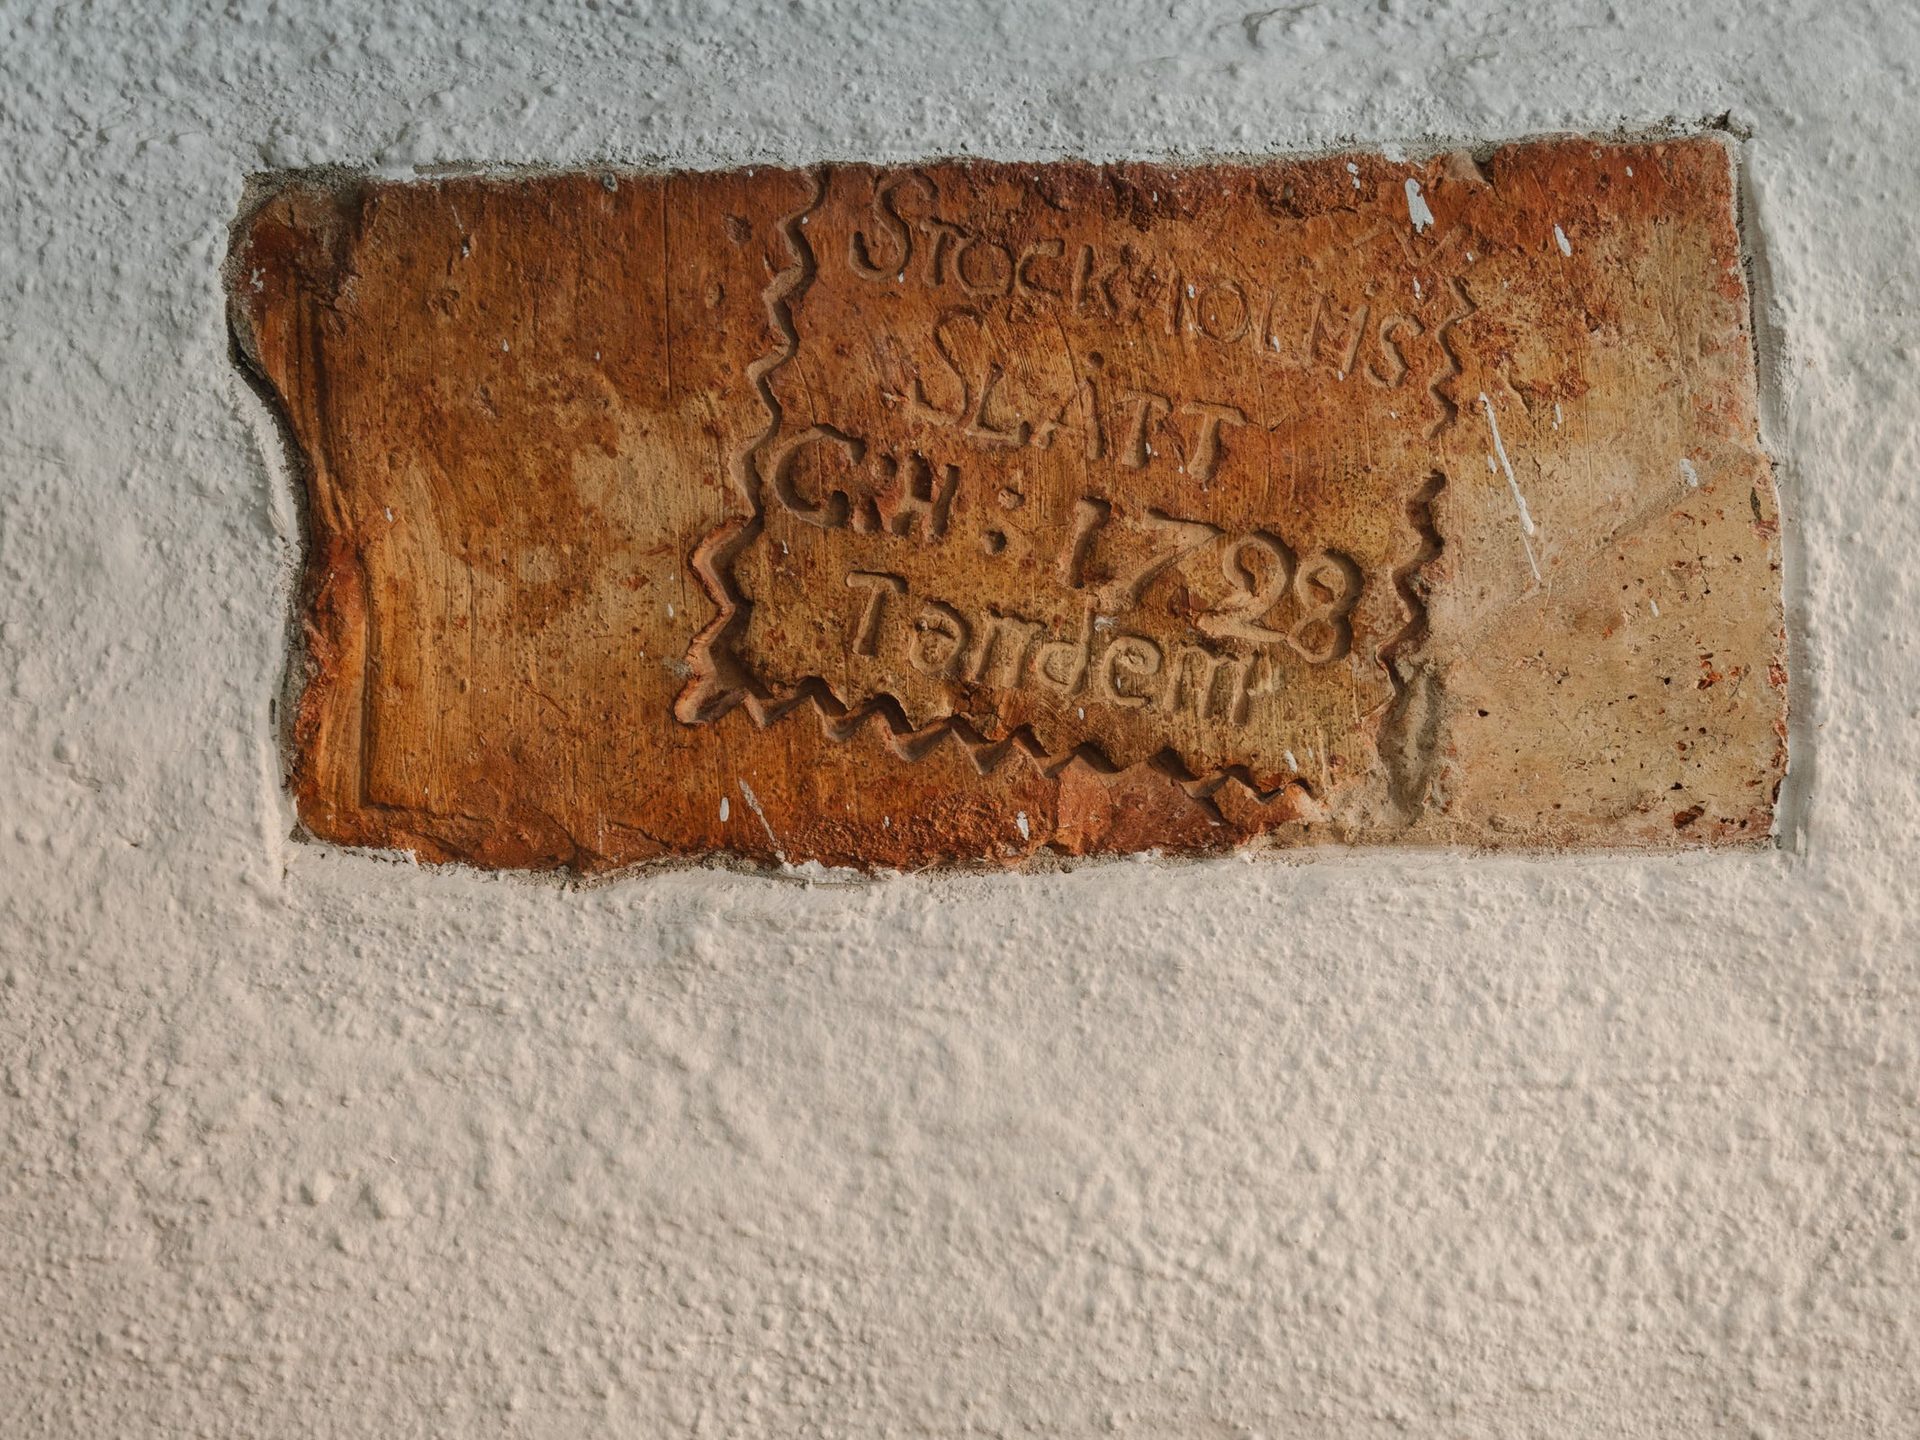 STOCKHOLMS
SLÅTT
C.H: 1728
Tandem